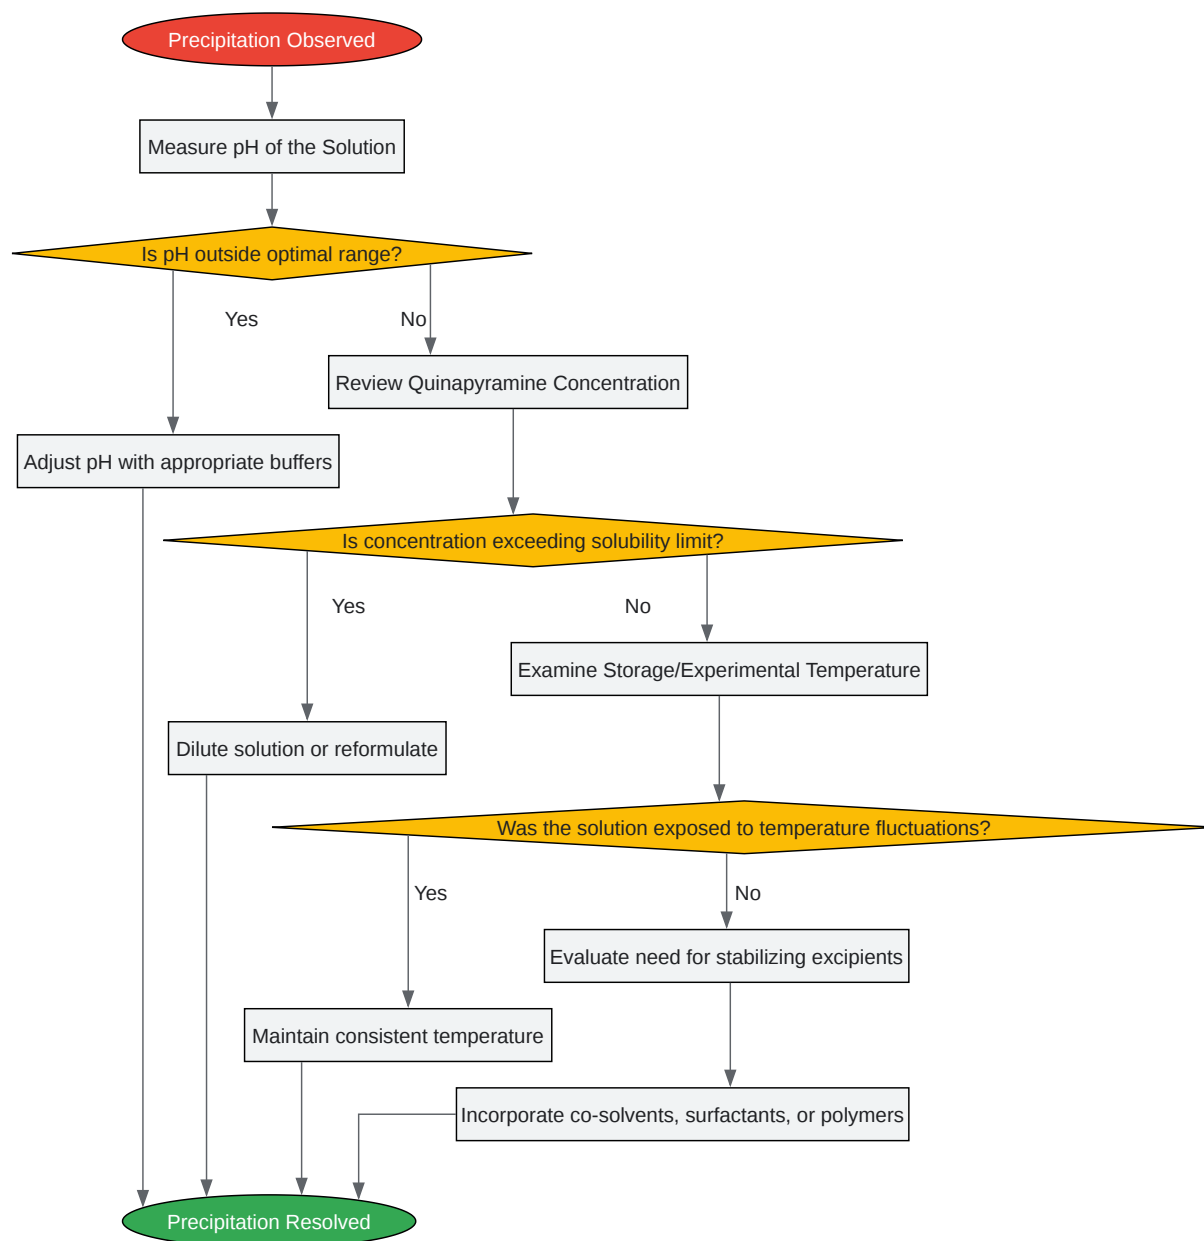 Precipitation Observed
Measure pH of the Solution
Is pH outside optimal range?
Yes
No
Review Quinapyramine Concentration
Adjust pH with appropriate buffers
Is concentration exceeding solubility limit?
Yes
No
Examine Storage/Experimental Temperature
Dilute solution or reformulate
Was the solution exposed to temperature fluctuations?
Yes
No
Evaluate need for stabilizing excipients
Maintain consistent temperature
Incorporate co-solvents, surfactants, or polymers
Precipitation Resolved